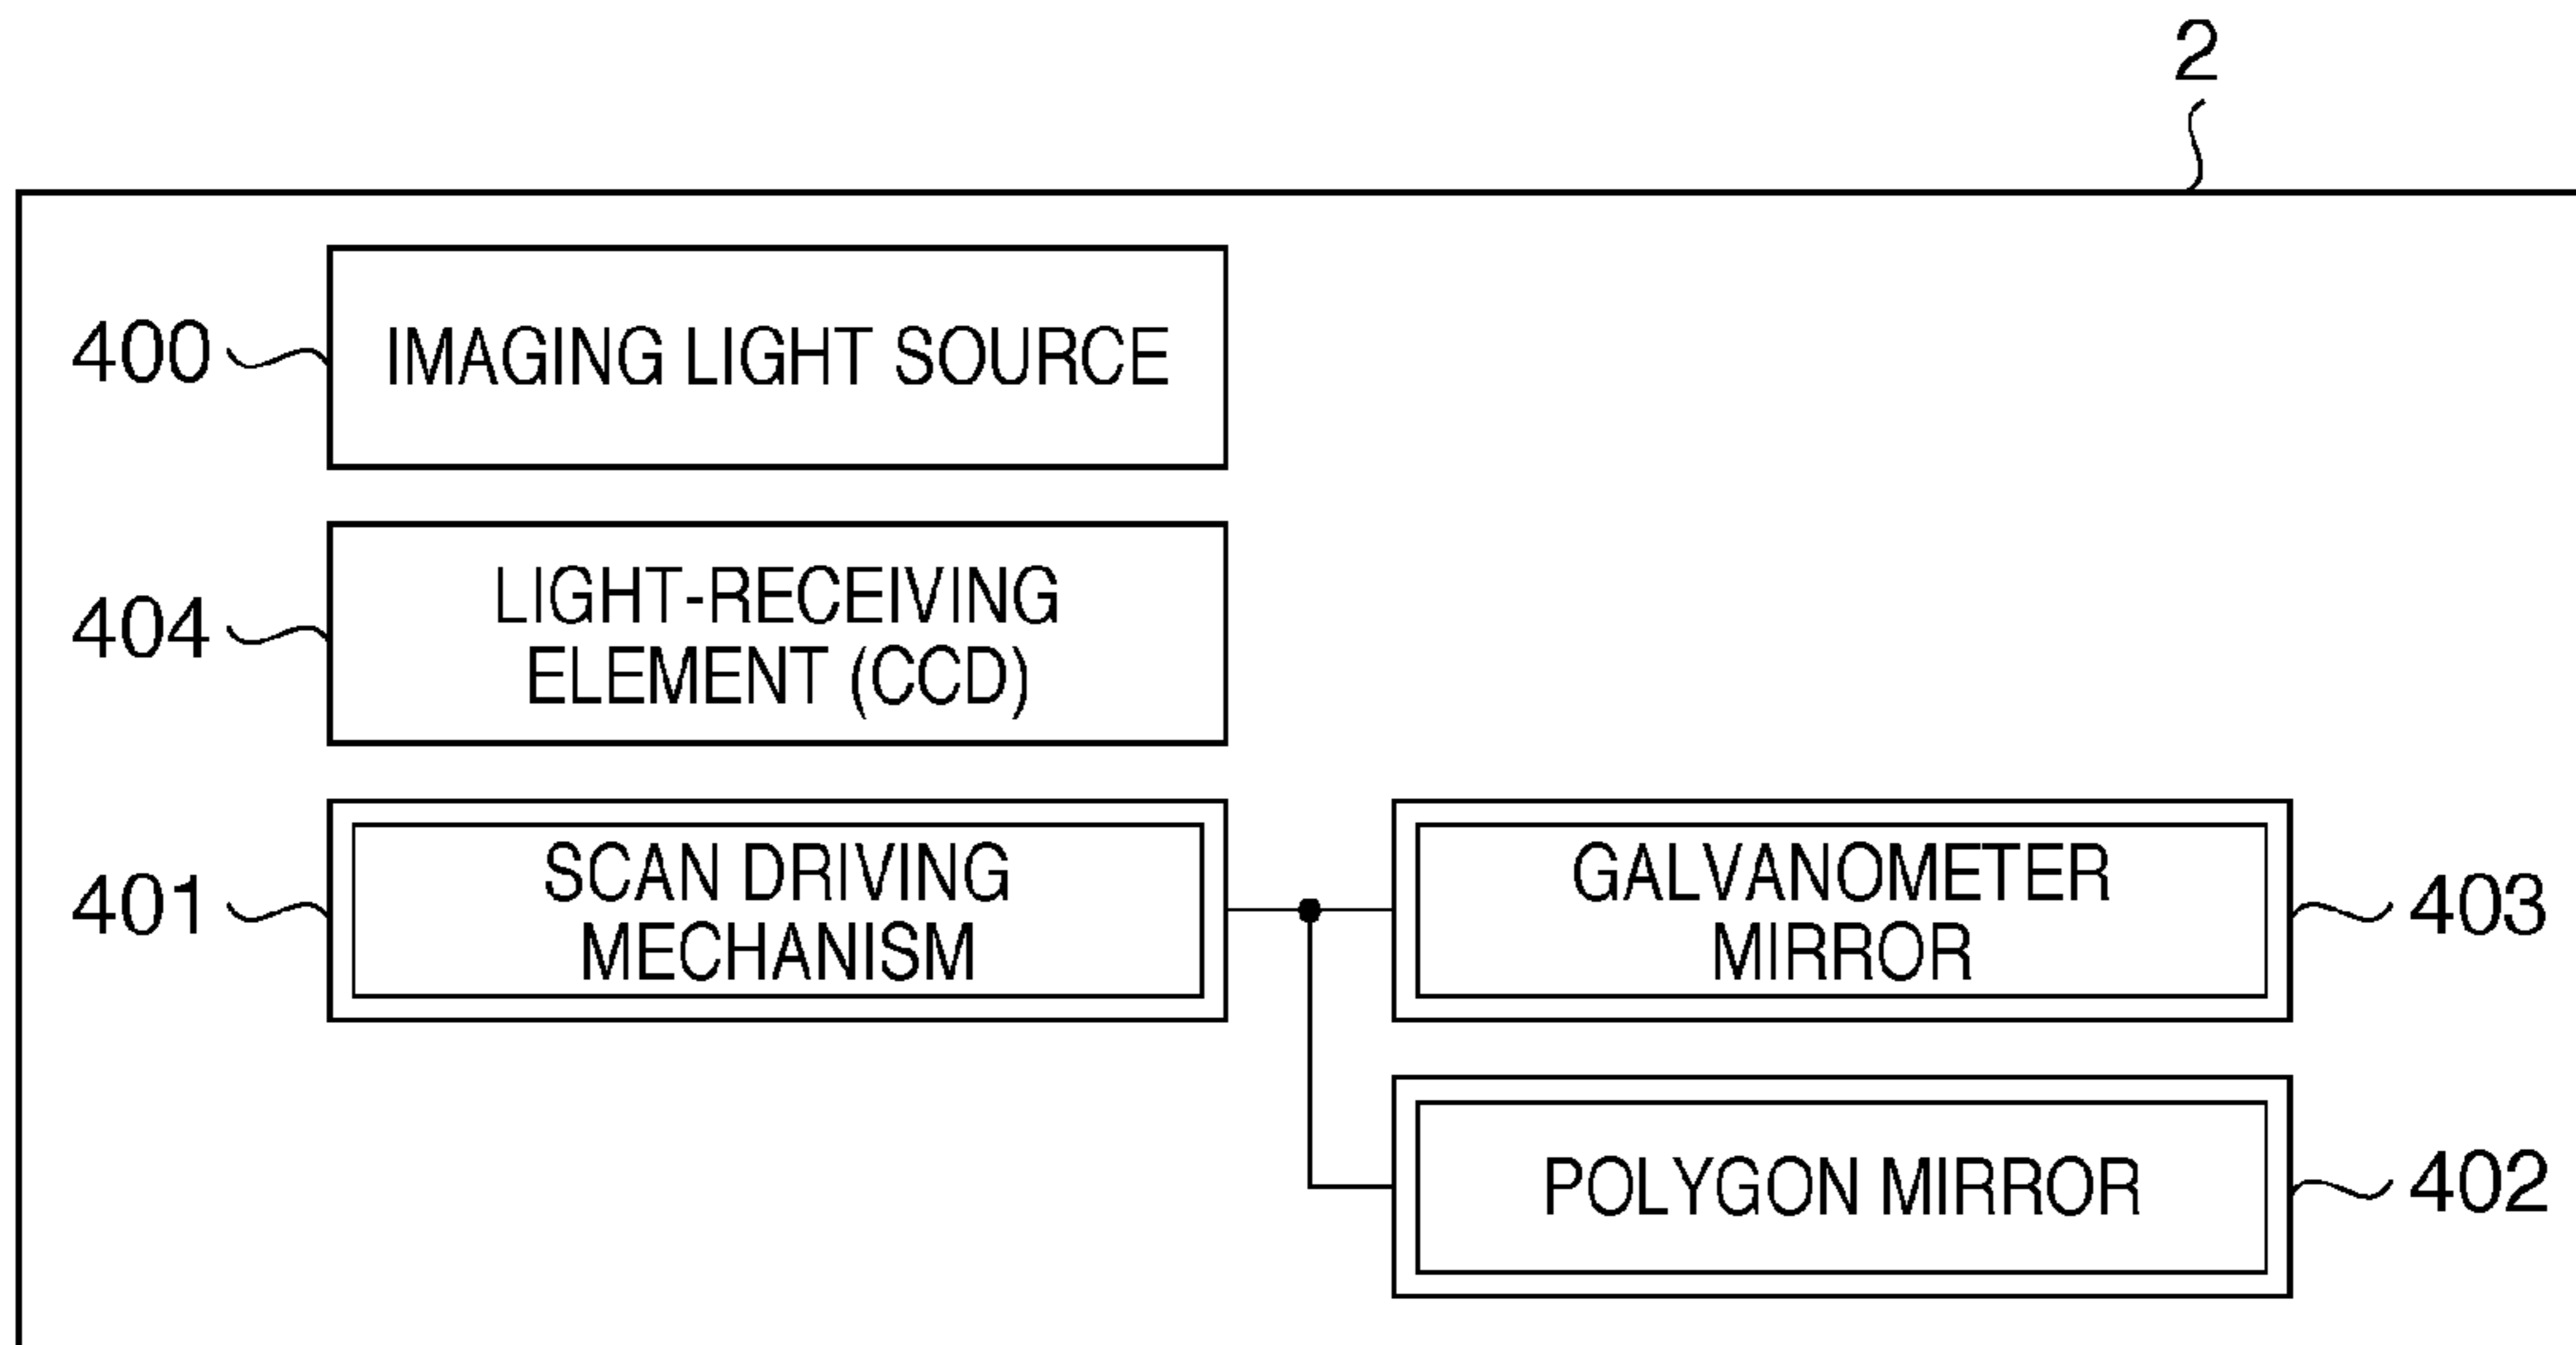 2
400
IMAGING LIGHT SOURCE
404
LIGHT-RECEIVING
ELEMENT (CCD)
401
SCAN DRIVING
MECHANISM
GALVANOMETER
MIRROR
403
POLYGON MIRROR
402